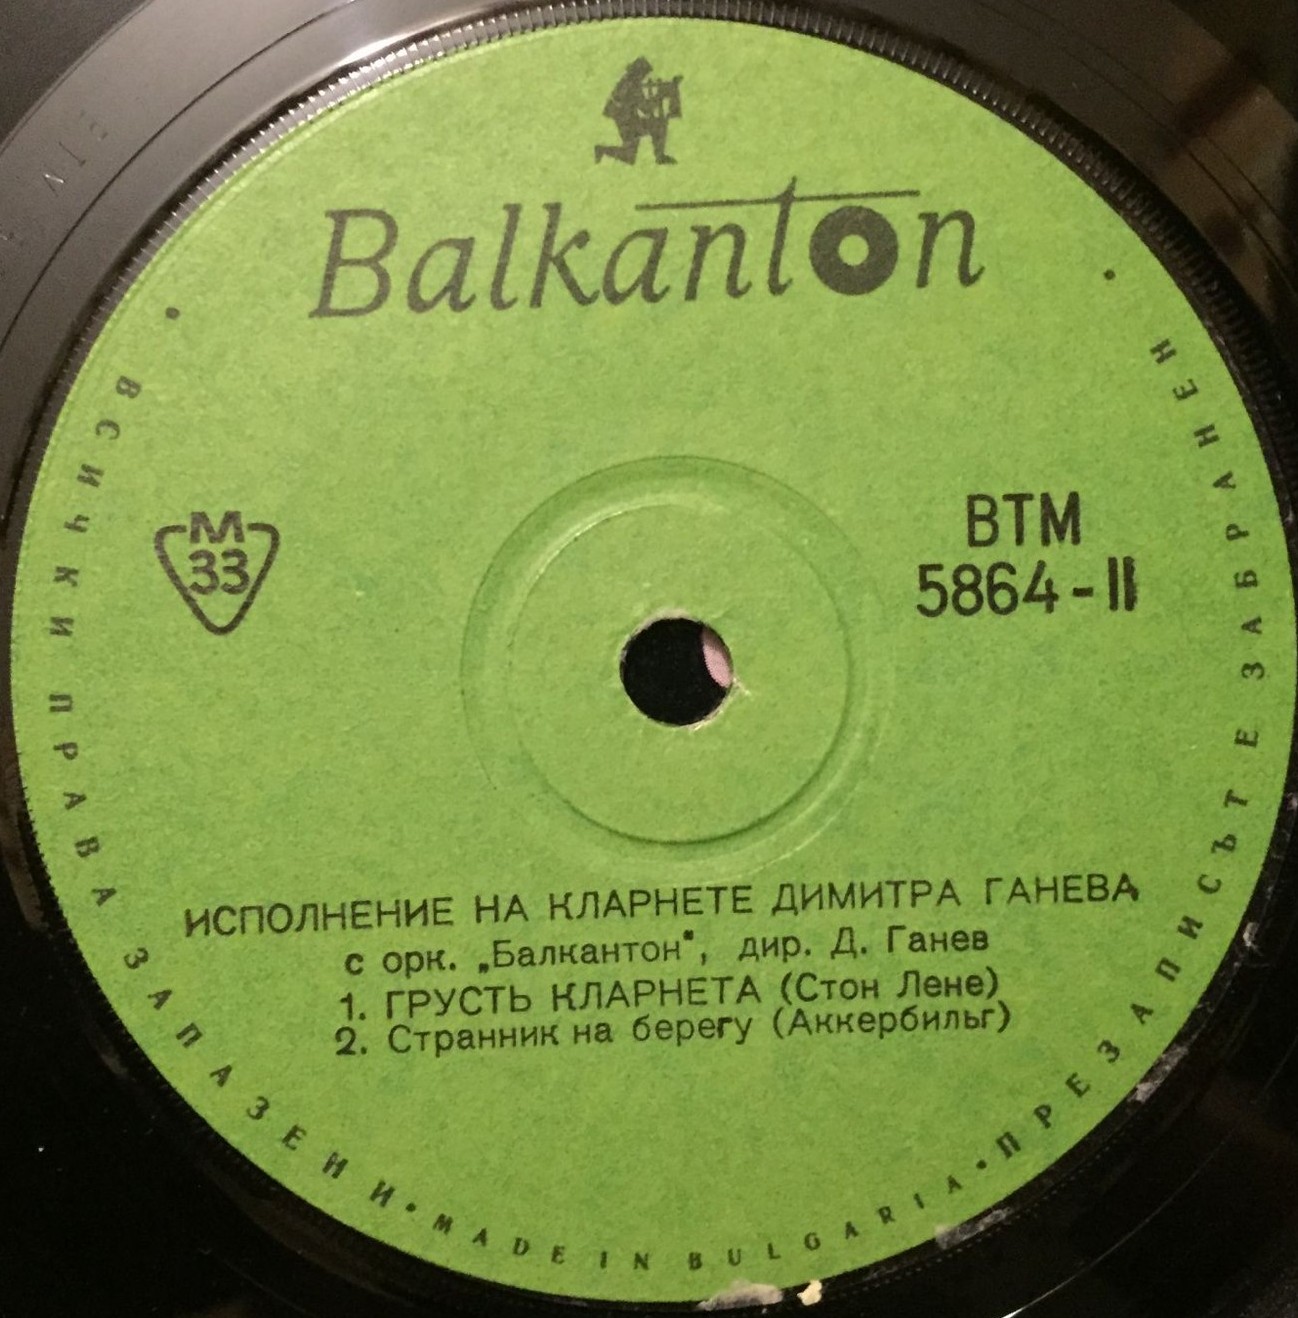 Balkanton
М
33
ВТМ
5864-II
ИСПОЛНЕНИЕ НА КЛАРНЕТЕ ДИМИТРА ГАНЕВА
с орк. „Балкантон", дир. Д. Ганев
1. ГРУСТЬ КЛАРНЕТА (Стон Лене)
2. Странник на берегу (Аккербильг)
• ВСИЧКИ ПРАВА ЗАПАЗЕНИ • MADE IN BULGARIA • ПРЕЗАПИСЪТ Е ЗАБРАНЕН •